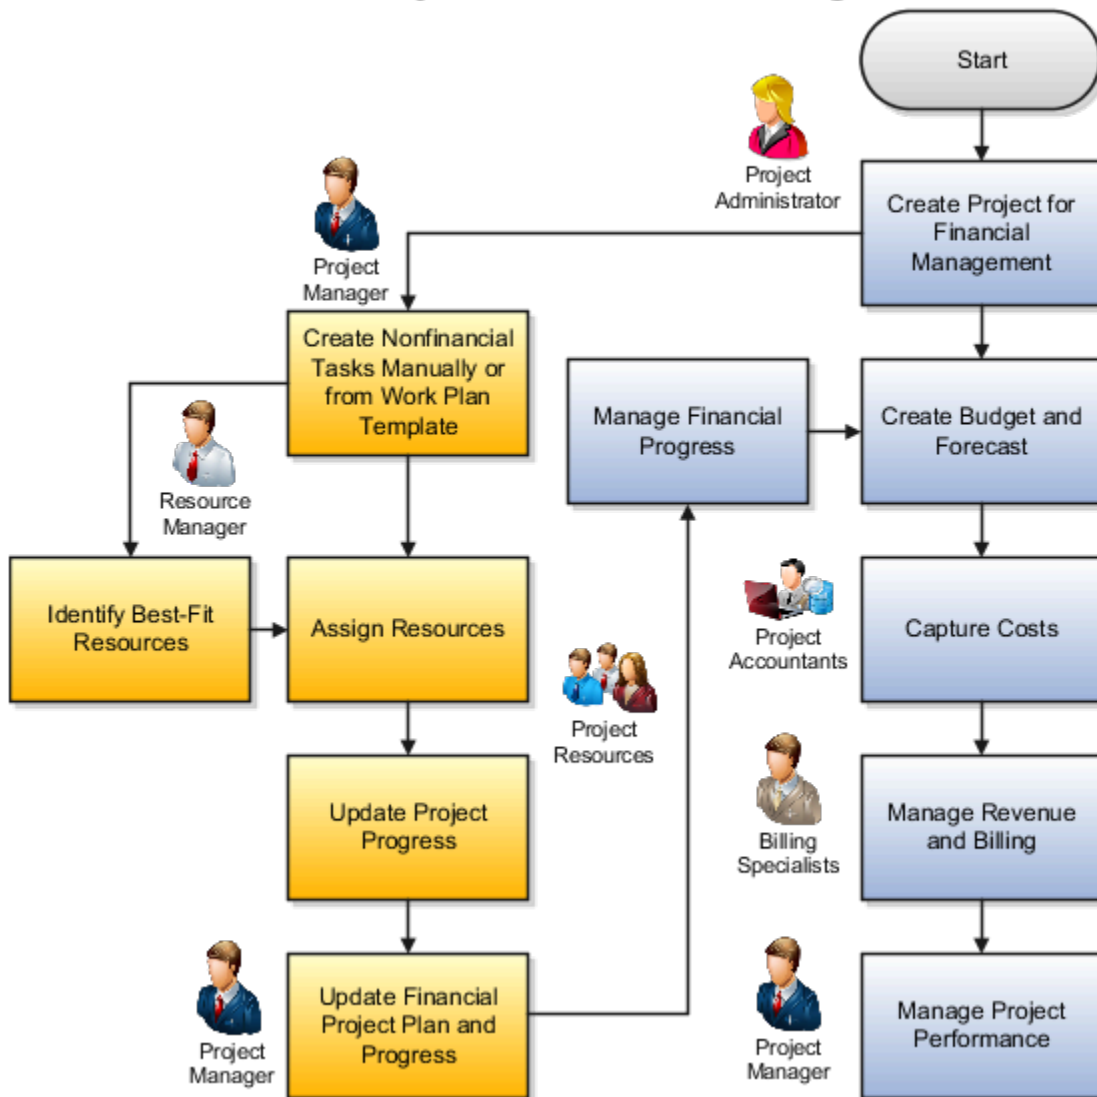 Start
Project
Administrator
Create Project for
Financial
Management
Project
Manager
Create Nonfinancial
Tasks Manually or
from Work Plan
Template
Manage Financial
Progress
Create Budget and
Forecast
Resource
Manager
Identify Best-Fit
Resources
Assign Resources
Project
Resources
Project
Accountants
Capture Costs
Update Project
Progress
Billing
Specialists
Manage Revenue
and Billing
Project
Manager
Update Financial
Project Plan and
Progress
Project
Manager
Manage Project
Performance